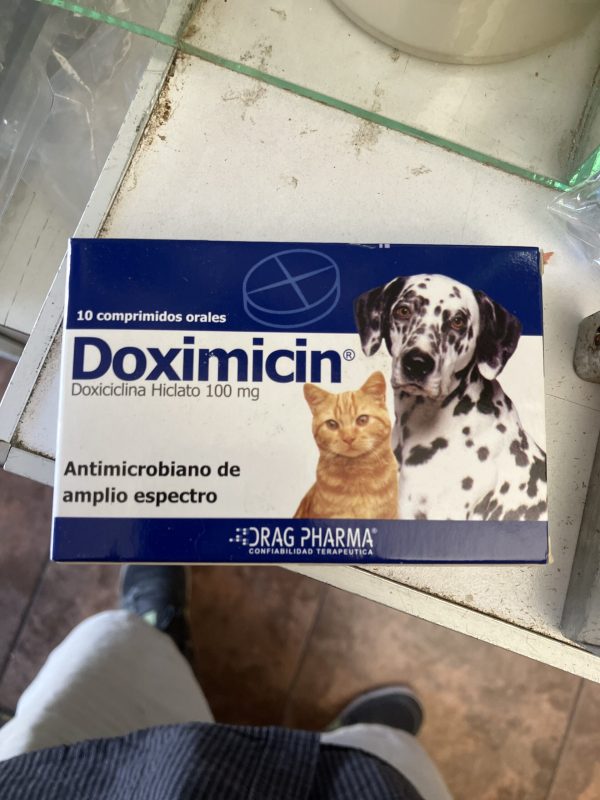 10 comprimidos orales
Doximicin®
Doxiciclina Hiclato 100 mg
Antimicrobiano de
amplio espectro
DRAG PHARMA®
CONFIABILIDAD TERAPEUTICA